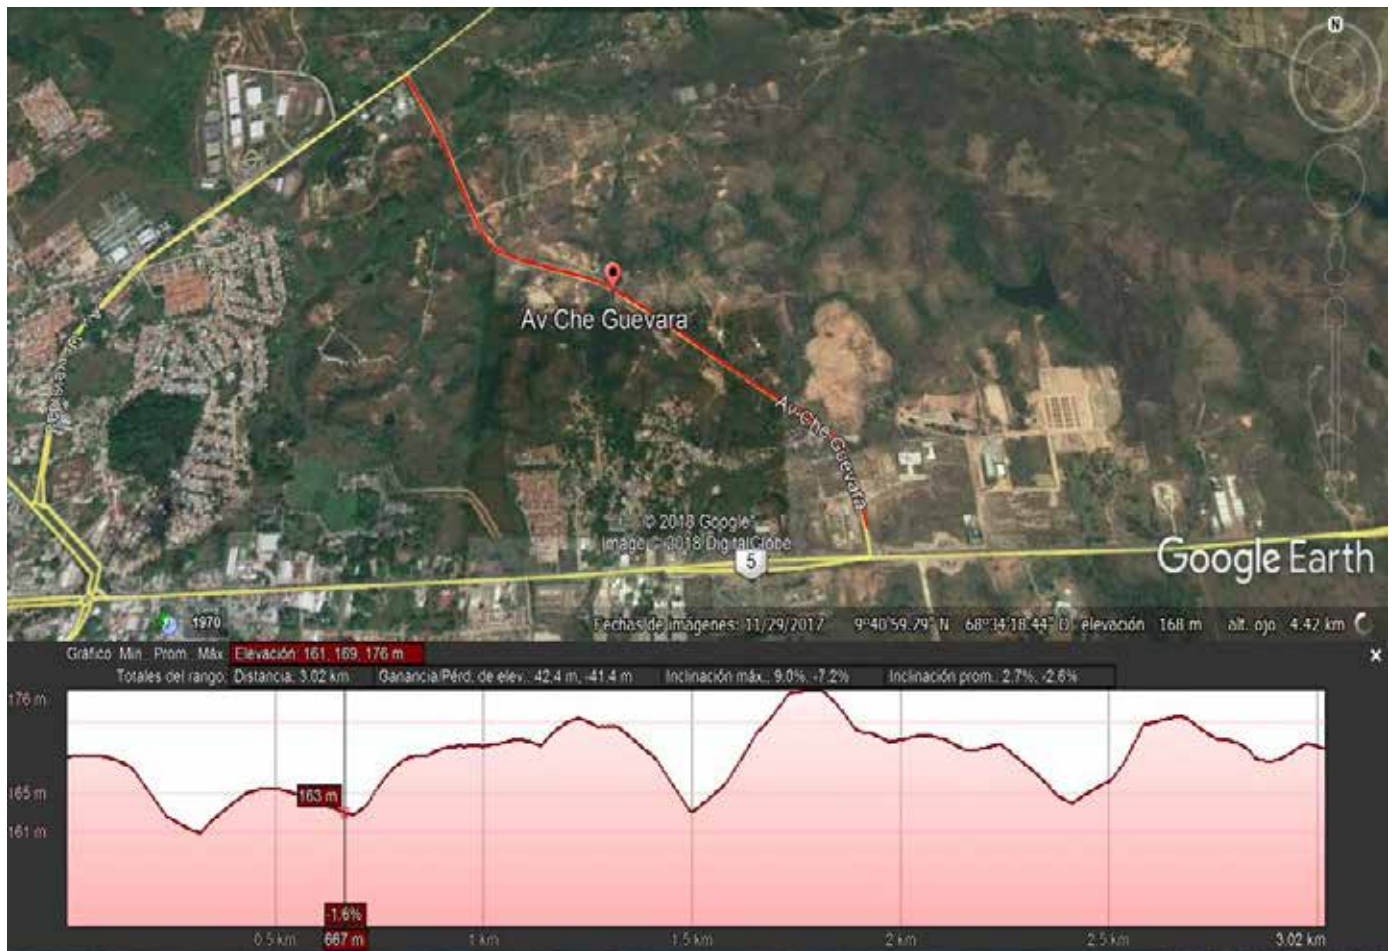 N
Av Che Guevara
Av Che Guevara
© 2018 Google
Image © 2018 DigitalGlobe
5
Google Earth
1970
Fechas de imágenes: 11/29/2017 9°40'59.79" N 68°34'18.44" O elevación 168 m alt. ojo 4.42 km
Gráfico Mín. Prom. Máx. Elevación: 161, 169, 176 m
Totales del rango: Distancia: 3.02 km Ganancia/Pérd. de elev.: 42,4 m, -41.4 m Inclinación máx.: 9.0%, -7.2% Inclinación prom.: 2.7%, -2.6%
176 m
165 m
163 m
161 m
-1.6%
0.5 km 667 m 1 km 1.5 km 2 km 2.5 km 3.02 km